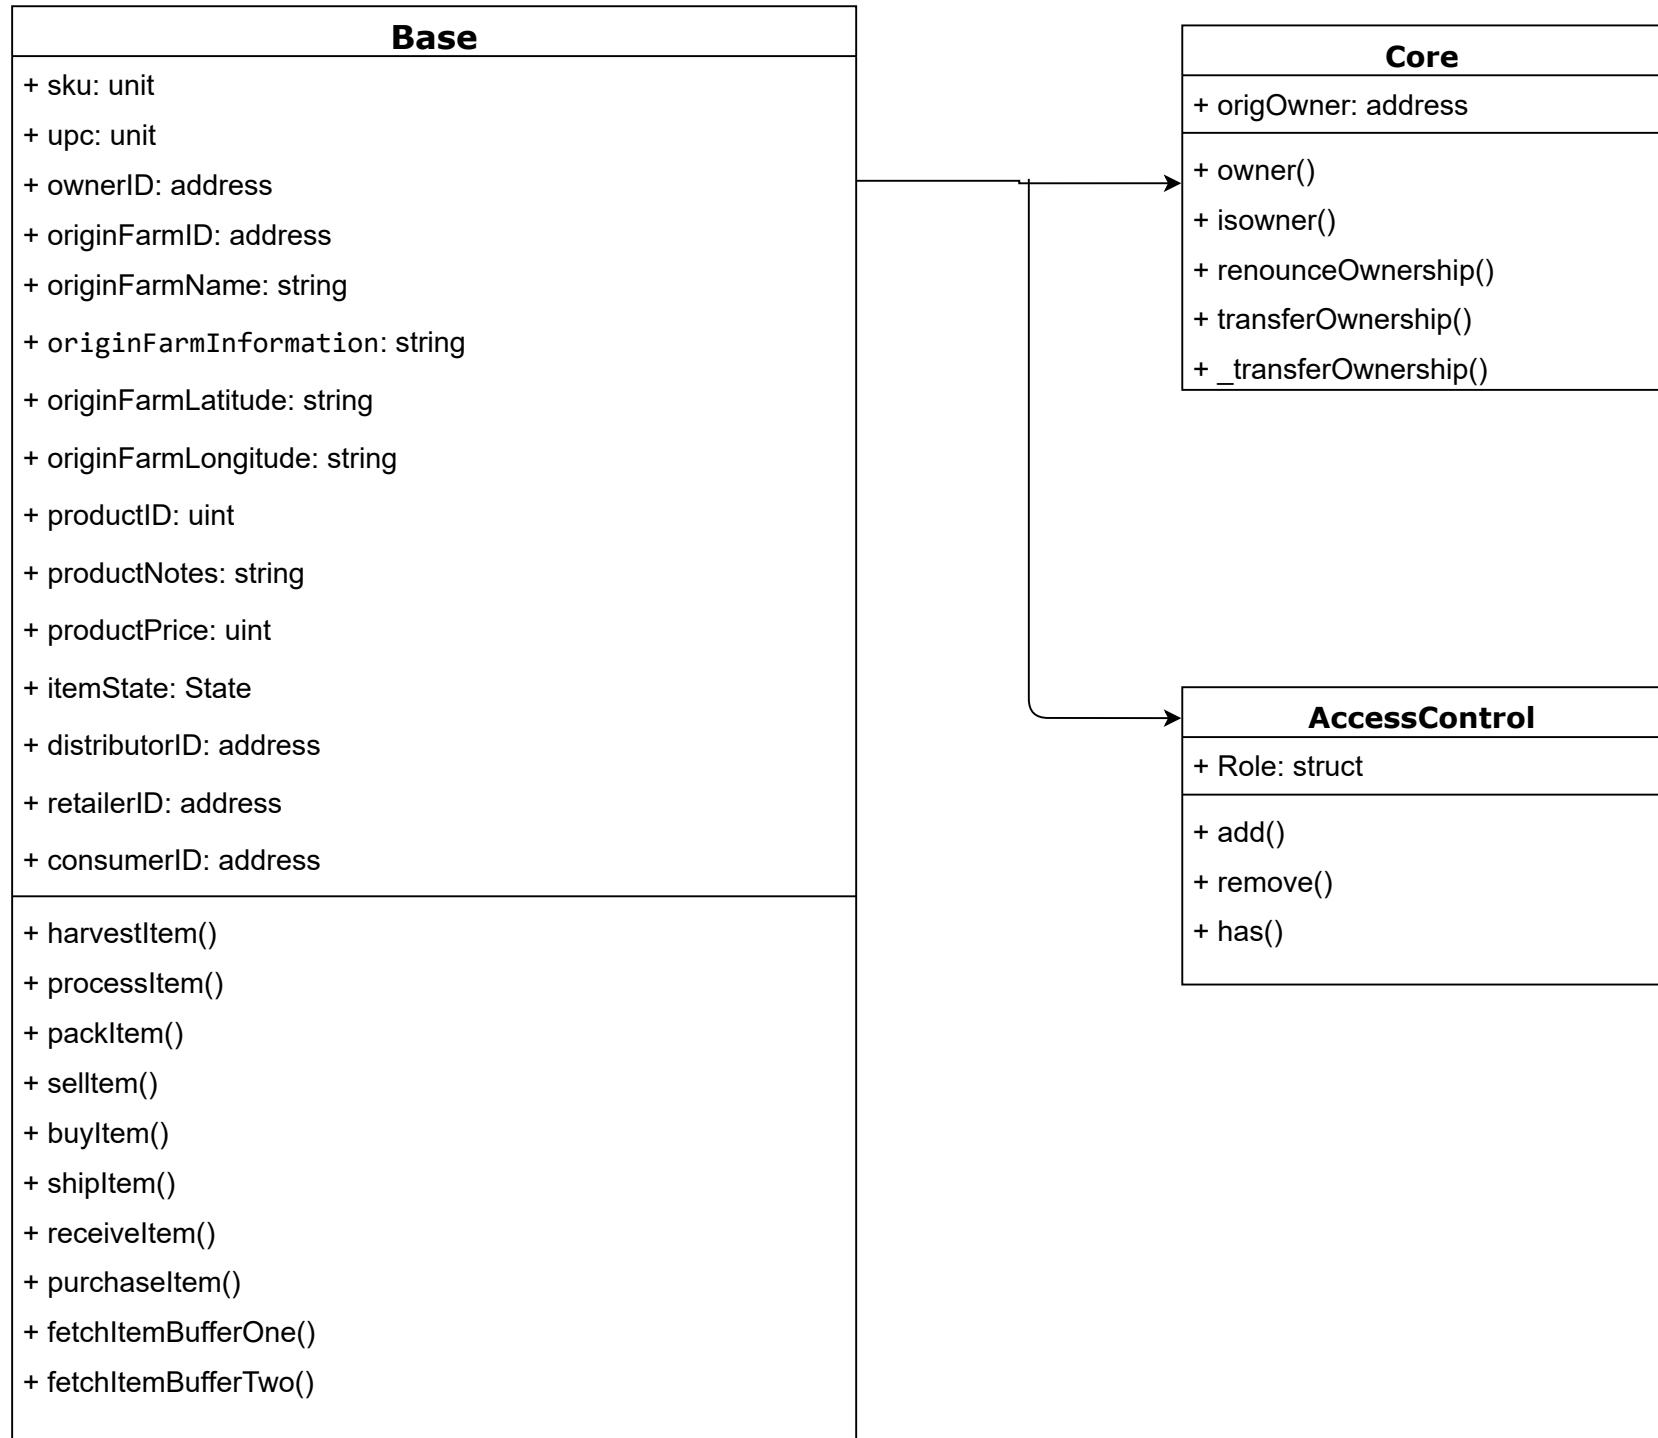 Base
+ sku: unit
+ upc: unit
+ ownerID: address
+ originFarmID: address
+ originFarmName: string
+ originFarmInformation: string
+ originFarmLatitude: string
+ originFarmLongitude: string
+ productID: uint
+ productNotes: string
+ productPrice: uint
+ itemState: State
+ distributorID: address
+ retailerID: address
+ consumerID: address
+ harvestItem()
+ processItem()
+ packItem()
+ sellItem()
+ buyItem()
+ shipItem()
+ receiveItem()
+ purchaseItem()
+ fetchItemBufferOne()
+ fetchItemBufferTwo()
Core
+ origOwner: address
+ owner()
+ isowner()
+ renounceOwnership()
+ transferOwnership()
+ _transferOwnership()
AccessControl
+ Role: struct
+ add()
+ remove()
+ has()